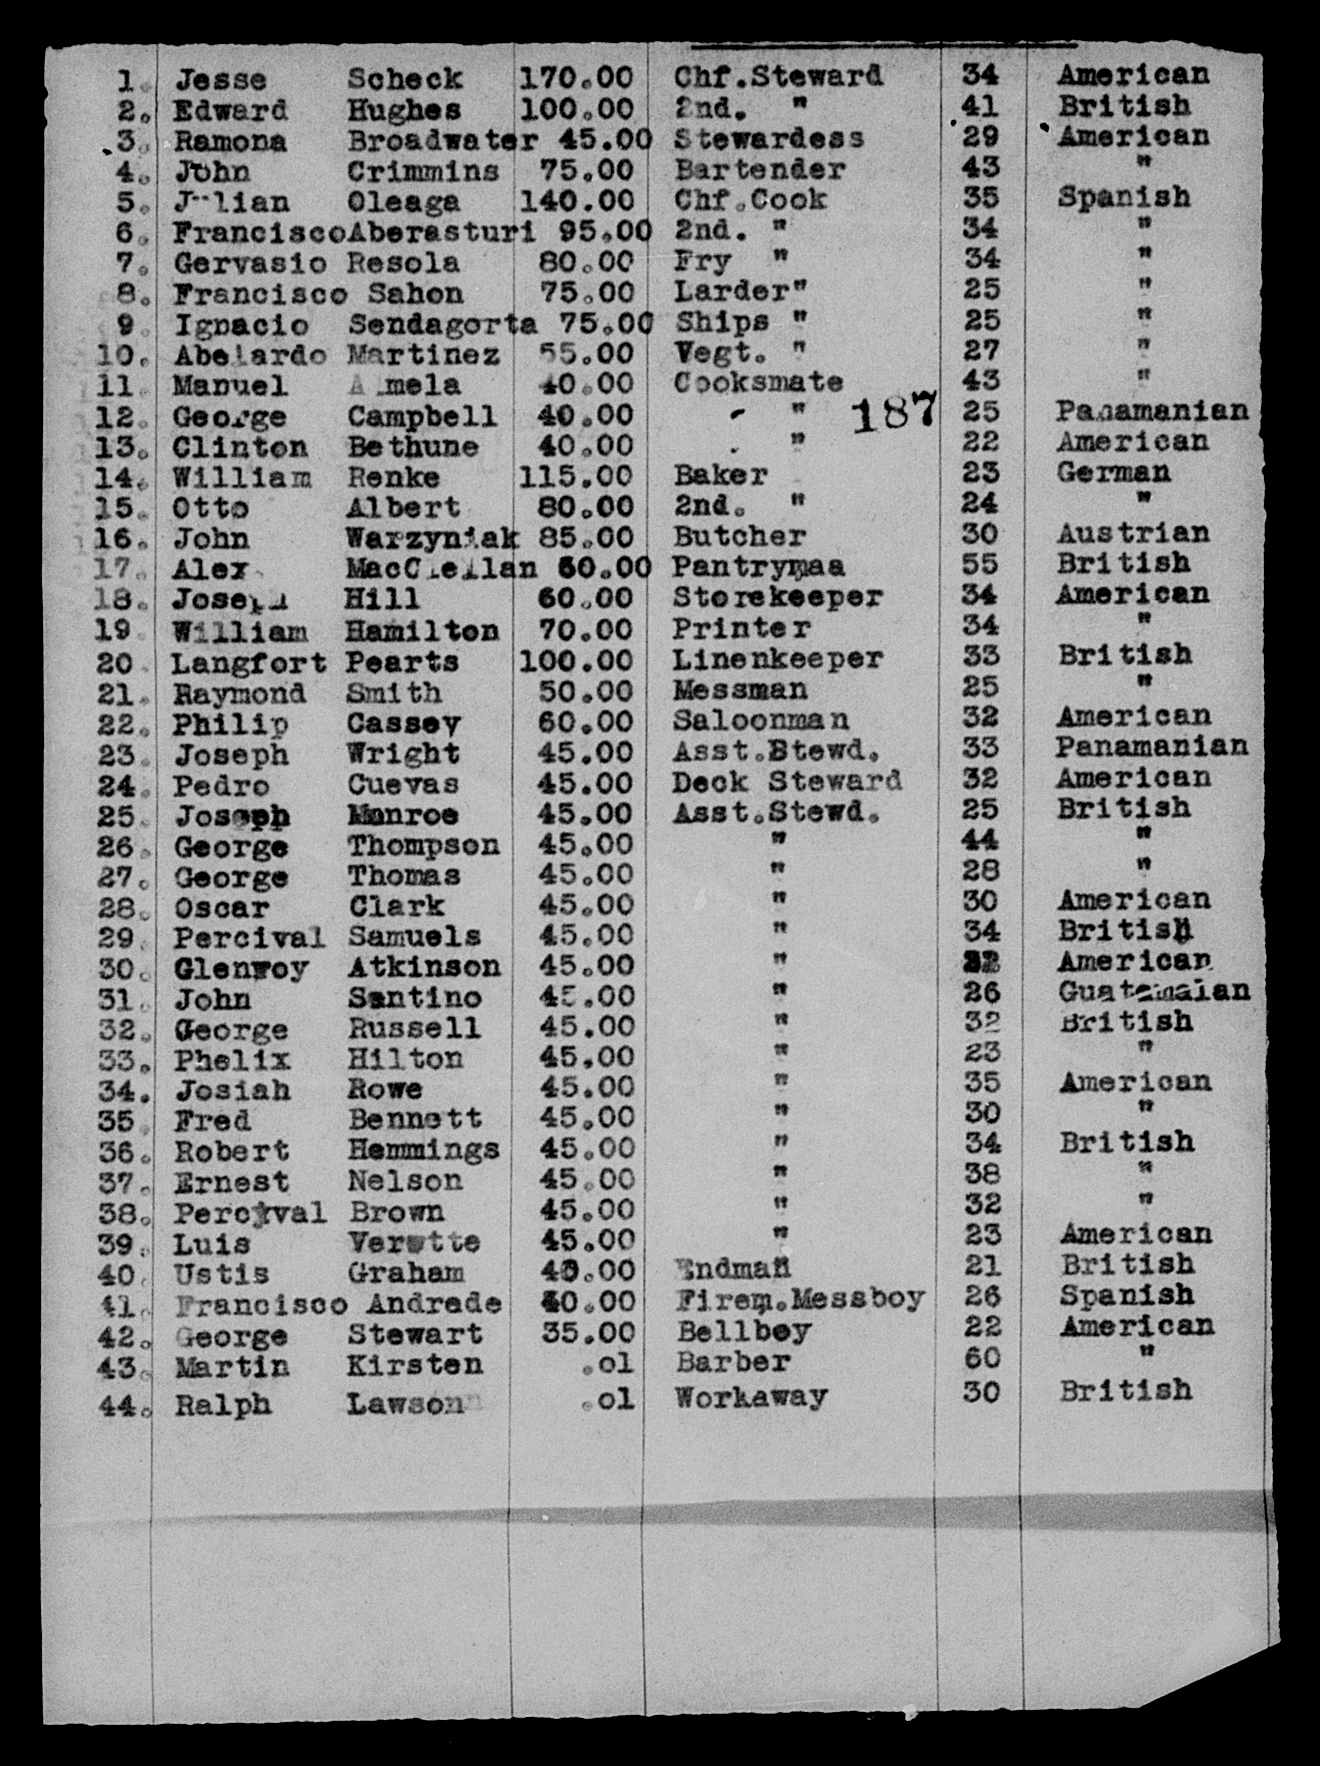 1. Jesse Scheck 170.00 Chf.Steward 34 American
2. Edward Hughes 100.00 2nd. " 41 British
3. Ramona Broadwater 45.00 Stewardess 29 American
4. John Crimmins 75.00 Bartender 43 "
5. Oleaga 140.00 Chf.Cook 35 Spanish
6. Francisco Aberasturi 95.00 2nd. " 34 "
7. Gervasio Resola 80.00 Fry " 34 "
8. Francisco Sahon 75.00 Larder" 25 "
9. Ignacio Sendagorta 75.00 Ships " 25 "
10. Abelardo Martinez 55.00 Vegt. " 27 "
11. Manuel 40.00 Cooksmate 43 "
12. George Campbell 40.00 " 187 25 Panamanian
13. Clinton Bethune 40.00 " 22 American
14. William Renke 115.00 Baker 23 German
15. Otto Albert 80.00 2nd. " 24 "
16. John Warzyniak 85.00 Butcher 30 Austrian
17. Alex MacClellan 60.00 Pantrymaa 55 British
18. Joseph Hill 60.00 Storekeeper 34 American
19. William Hamilton 70.00 Printer 34 "
20. Langfort Pearts 100.00 Linenkeeper 33 British
21. Raymond Smith 50.00 Messman 25 "
22. Philip Cassey 60.00 Saloonman 32 American
23. Joseph Wright 45.00 Asst.Stewd. 33 Panamanian
24. Pedro Cuevas 45.00 Deck Steward 32 American
25. Joseph Monroe 45.00 Asst.Stewd. 25 British
26. George Thompson 45.00 " 44 "
27. George Thomas 45.00 " 28 "
28. Oscar Clark 45.00 " 30 American
29. Percival Samuels 45.00 " 34 British
30. Glenroy Atkinson 45.00 " American
31. John Santino 45.00 " 26 Guatemalan
32. George Russell 45.00 " 32 British
33. Phelix Hilton 45.00 " 23 "
34. Josiah Rowe 45.00 " 35 American
35. Fred Bennett 45.00 " 30 "
36. Robert Hemmings 45.00 " 34 British
37. Ernest Nelson 45.00 " 38 "
38. Percival Brown 45.00 " 32 "
39. Luis Verette 45.00 " 23 American
40. Ustis Graham 40.00 Endman 21 British
41. Francisco Andrade 40.00 Firem.Messboy 26 Spanish
42. George Stewart 35.00 Bellboy 22 American
43. Martin Kirsten .01 Barber 60 "
44. Ralph Lawson .01 Workaway 30 British